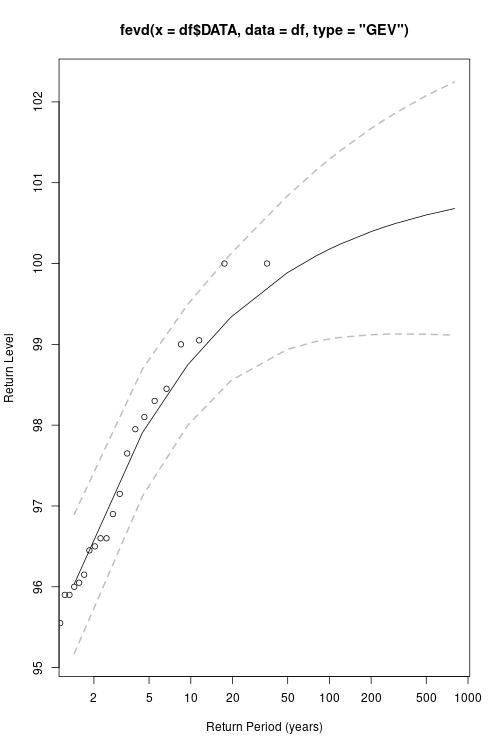 fevd(x = df$DATA, data = df, type = "GEV")
102
101
100
99
98
97
96
95
Return Level
2 5 10 20 50 100 200 500 1000
Return Period (years)